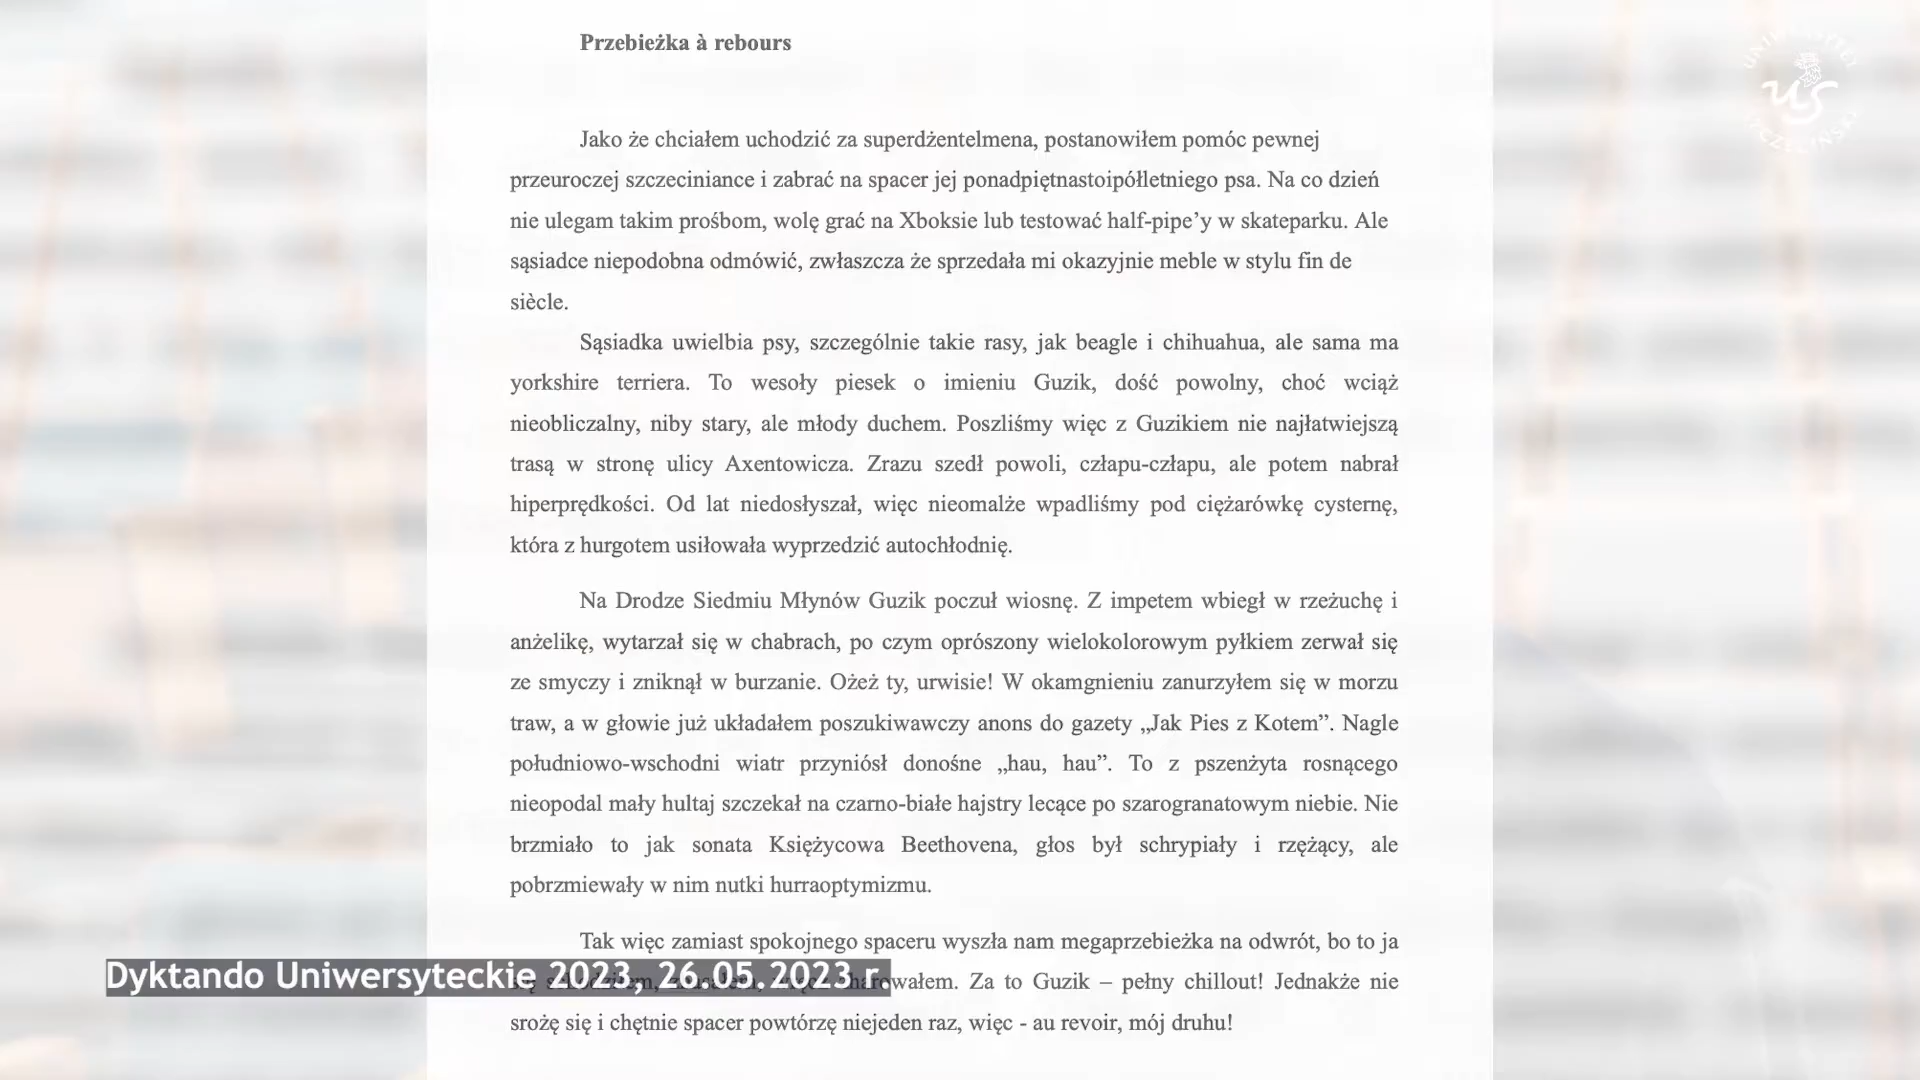 Przebieżka à rebours
Jako że chciałem uchodzić za superdżentelmena, postanowiłem pomóc pewnej
przeuroczej szczeciniance i zabrać na spacer jej ponadpiętnastoipółletniego psa. Na co dzień
nie ulegam takim prośbom, wolę grać na Xboksie lub testować half-pipe’y w skateparku. Ale
sąsiadce niepodobna odmówić, zwłaszcza że sprzedała mi okazyjnie meble w stylu fin de
siècle.
Sąsiadka uwielbia psy, szczególnie takie rasy, jak beagle i chihuahua, ale sama ma
yorkshire terriera. To wesoły piesek o imieniu Guzik, dość powolny, choć wciąż
nieobliczalny, niby stary, ale młody duchem. Poszliśmy więc z Guzikiem nie najłatwiejszą
trasą w stronę ulicy Axentowicza. Zrazu szedł powoli, człapu-człapu, ale potem nabrał
hiperprędkości. Od lat niedosłyszał, więc nieomalże wpadliśmy pod ciężarówkę cysternę,
która z hurgotem usiłowała wyprzedzić autochłodnię.
Na Drodze Siedmiu Młynów Guzik poczuł wiosnę. Z impetem wbiegł w rzeżuchę i
anżelikę, wytarzał się w chabrach, po czym oprószony wielokolorowym pyłkiem zerwał się
ze smyczy i zniknął w burzanie. Ożeż ty, urwisie! W okamgnieniu zanurzyłem się w morzu
traw, a w głowie już układałem poszukiwawczy anons do gazety „Jak Pies z Kotem”. Nagle
południowo-wschodni wiatr przyniósł donośne „hau, hau”. To z pszenżyta rosnącego
nieopodal mały hultaj szczekał na czarno-białe hajstry lecące po szarogranatowym niebie. Nie
brzmiało to jak sonata Księżycowa Beethovena, głos był schrypiały i rzężący, ale
pobrzmiewały w nim nutki hurraoptymizmu.
Tak więc zamiast spokojnego spaceru wyszła nam megaprzebieżka na odwrót, bo to ja
Dyktando Uniwersyteckie 2023, 26.05.2023 r.
Za to Guzik – pełny chillout! Jednakże nie
srożę się i chętnie spacer powtórzę niejeden raz, więc - au revoir, mój druhu!
UNIWERSYTET
US
SZCZECIŃSKI